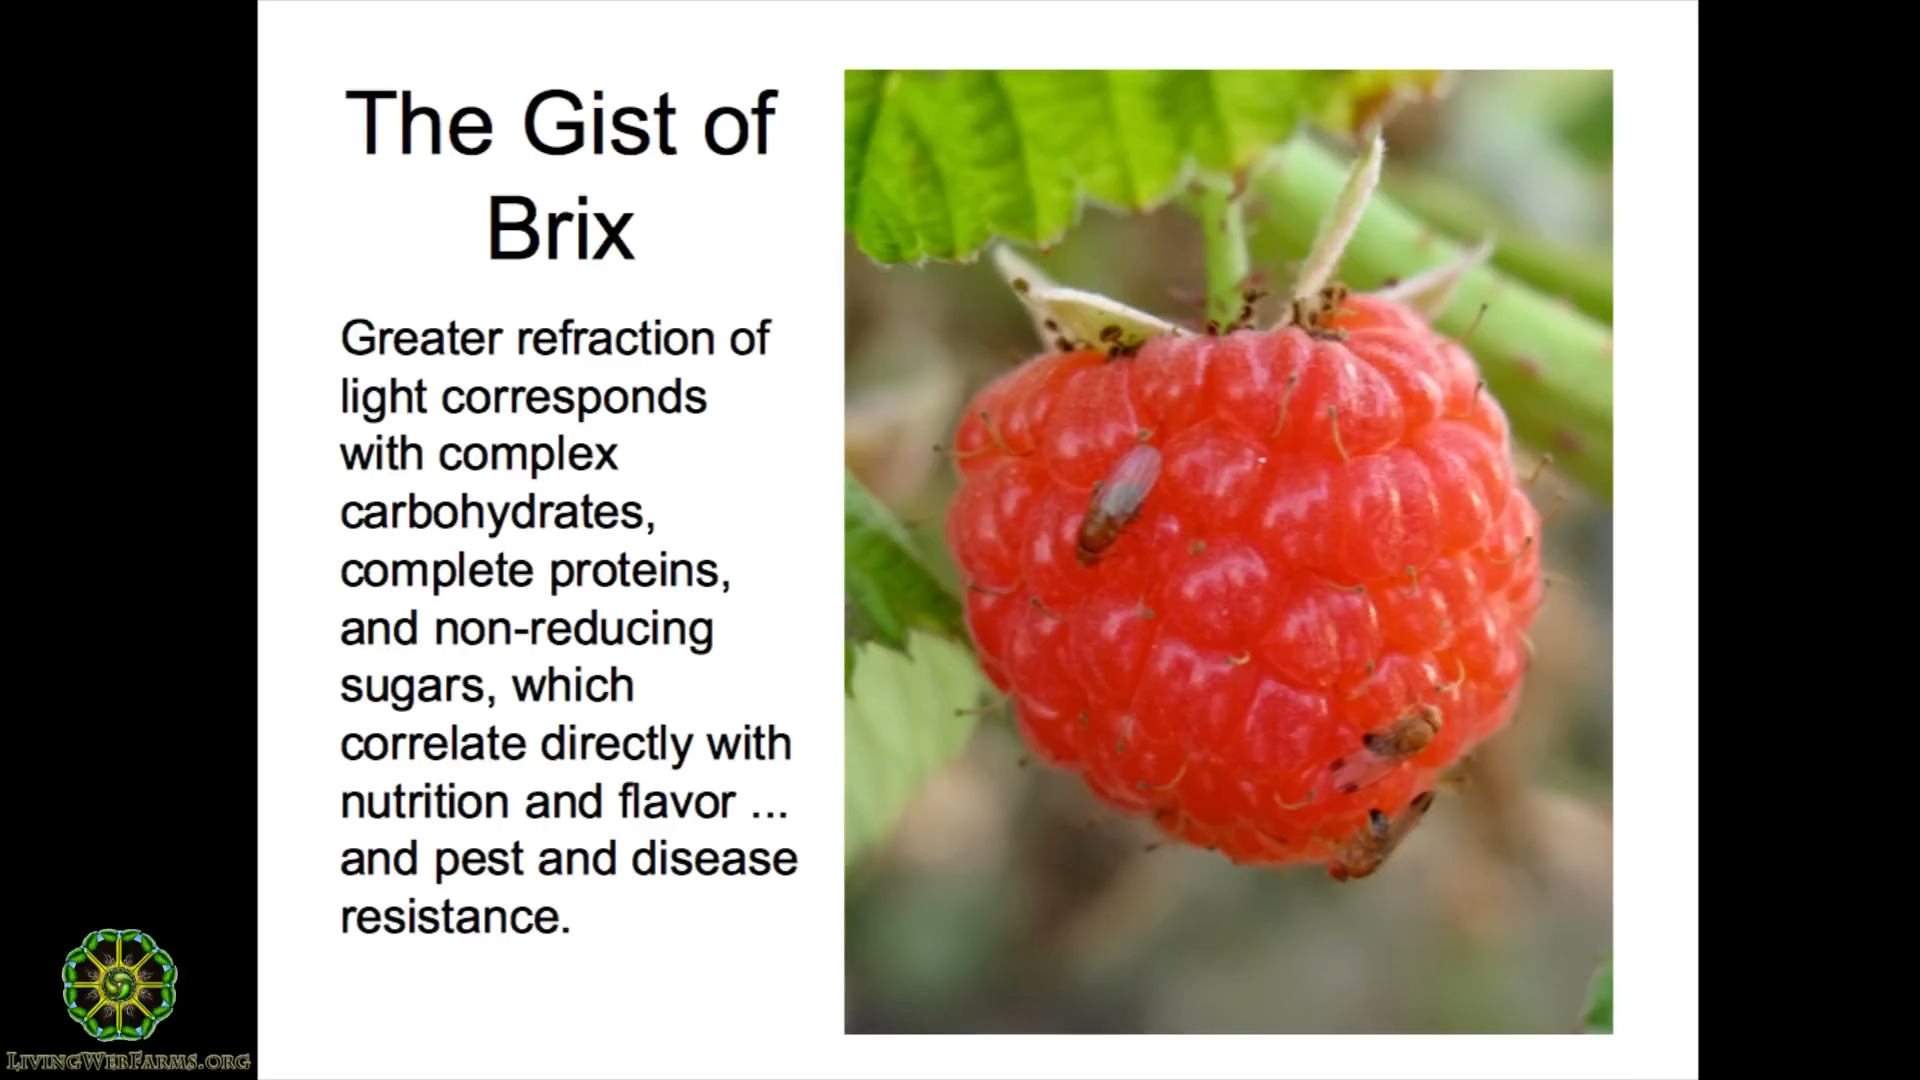 The Gist of
Brix
Greater refraction of
light corresponds
with complex
carbohydrates,
complete proteins,
and non-reducing
sugars, which
correlate directly with
nutrition and flavor ...
and pest and disease
resistance.
LivingWebFarms.org